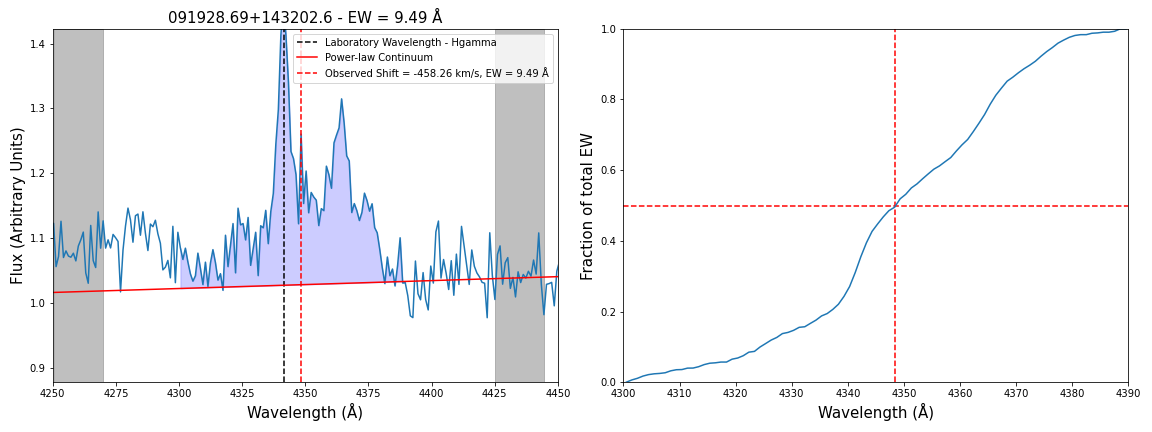 091928.69+143202.6 - EW = 9.49 Å
Laboratory Wavelength - Hgamma
Power-law Continuum
Observed Shift = -458.26 km/s, EW = 9.49 Å
Flux (Arbitrary Units)
1.4
1.3
1.2
1.1
1.0
0.9
4250 4275 4300 4325 4350 4375 4400 4425 4450
Wavelength (Å)
Fraction of total EW
1.0
0.8
0.6
0.4
0.2
0.0
4300 4310 4320 4330 4340 4350 4360 4370 4380 4390
Wavelength (Å)